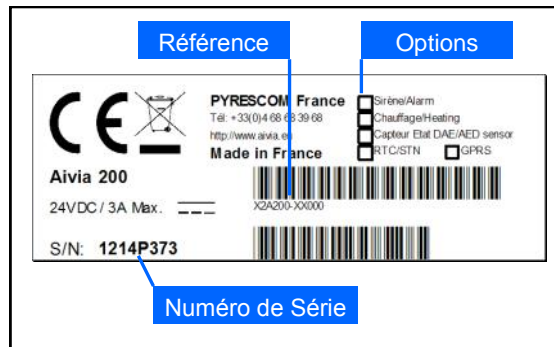 Référence
Options
PYRESCOM France
Tél: +33(0)4 68 68 39 68
http://www.aivia.eu
Made in France
Sirène/Alarm
Chauffage/Heating
Capteur Etat DAE/AED sensor
RTC/STN
GPRS
Aivia 200
24VDC / 3A Max.
X2A200-XX000
S/N: 1214P373
Numéro de Série